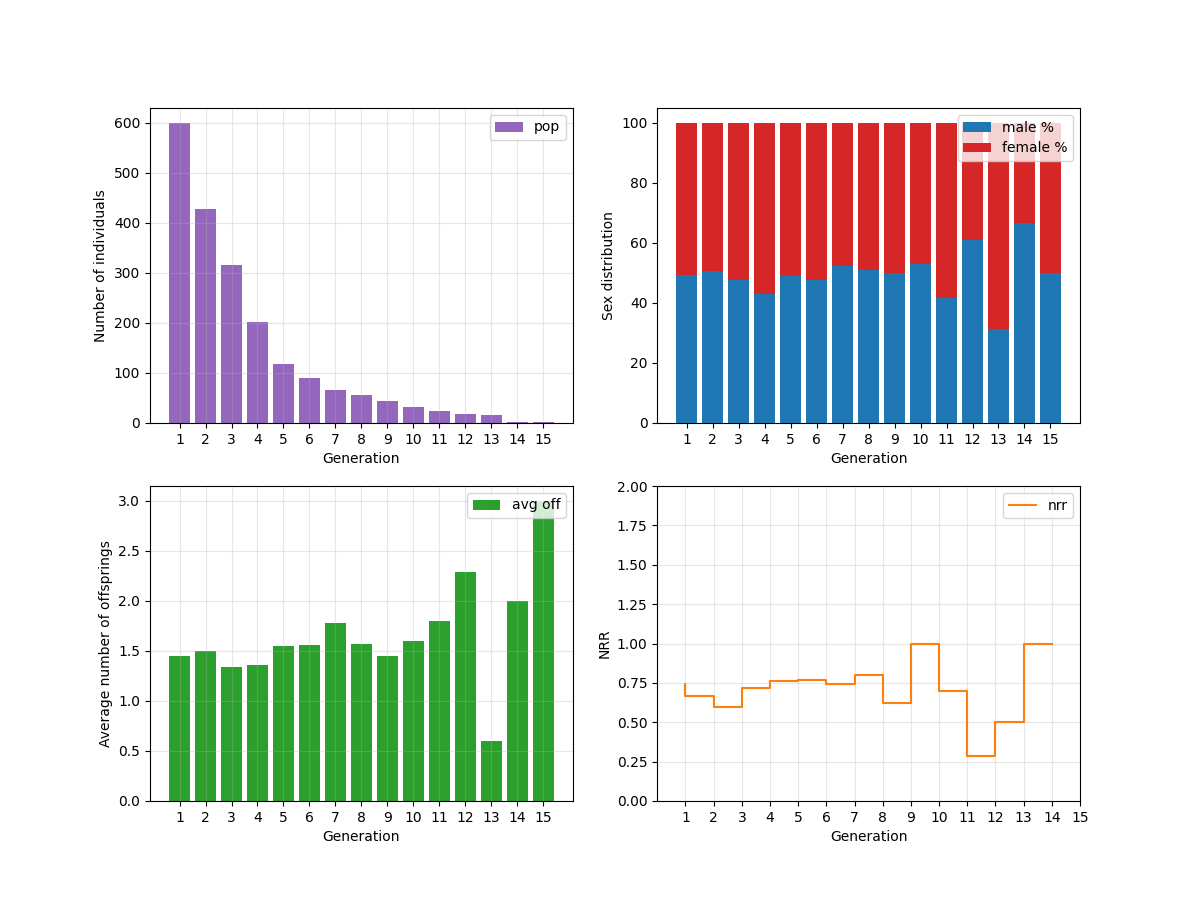 600
500
400
300
200
100
0
Number of individuals
pop
1 2 3 4 5 6 7 8 9 10 11 12 13 14 15
Generation
100
80
60
40
20
0
Sex distribution
male %
female %
1 2 3 4 5 6 7 8 9 10 11 12 13 14 15
Generation
3.0
2.5
2.0
1.5
1.0
0.5
0.0
Average number of offsprings
avg off
1 2 3 4 5 6 7 8 9 10 11 12 13 14 15
Generation
2.00
1.75
1.50
1.25
1.00
0.75
0.50
0.25
0.00
NRR
nrr
1 2 3 4 5 6 7 8 9 10 11 12 13 14 15
Generation